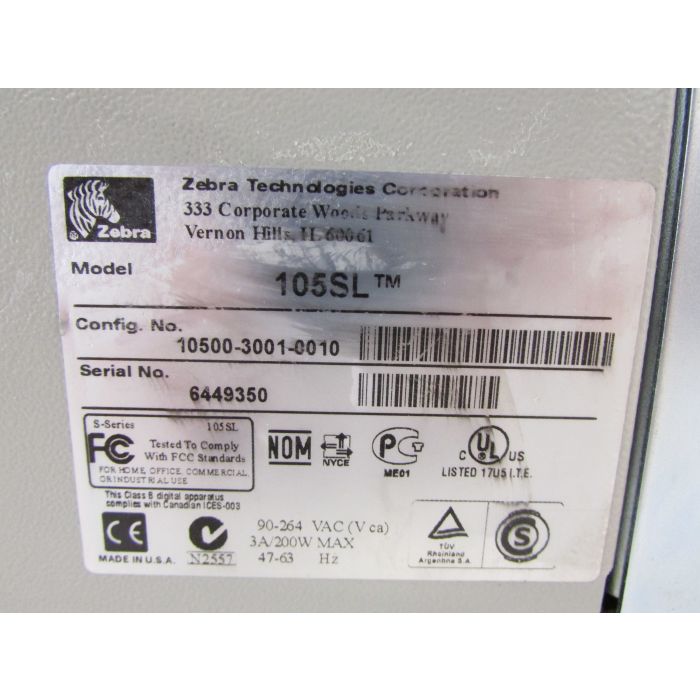 Zebra Technologies Corporation
333 Corporate Woods Parkway
Vernon Hills, IL 60061
® Zebra
Model
105SL™
Config. No.
10500-3001-0010
Serial No.
6449350
S-Series 105SL
FC Tested To Comply
With FCC Standards
FOR HOME, OFFICE, COMMERCIAL,
OR INDUSTRIAL USE
This Class B digital apparatus
complies with Canadian ICES-003
NOM
NYCE
PCT
ME01
C UL US
LISTED 17U5 I.T.E.
CE
MADE IN U.S.A.
N2557
90-264 VAC (V ca)
3A/200W MAX
47-63 Hz
TÜV
Rheinland
Argentina S.A.
S